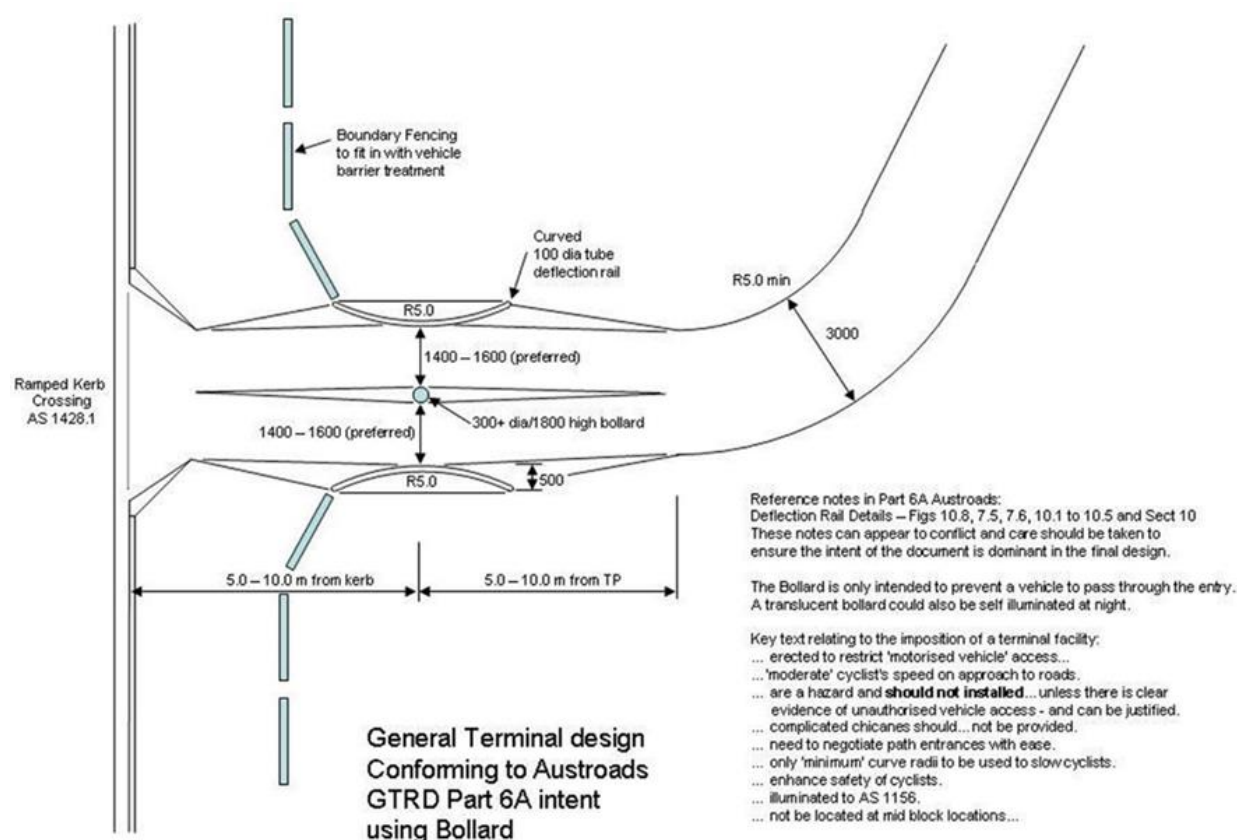 Boundary Fencing
to fit in with vehicle
barrier treatment
Curved
100 dia tube
deflection rail
R5.0
R5.0 min
3000
1400 – 1600 (preferred)
Ramped Kerb
Crossing
AS 1428.1
300+ dia/1800 high bollard
1400 – 1600 (preferred)
R5.0
500
5.0 – 10.0 m from kerb
5.0 – 10.0 m from TP
Reference notes in Part 6A Austroads:
Deflection Rail Details – Figs 10.8, 7.5, 7.6, 10.1 to 10.5 and Sect 10
These notes can appear to conflict and care should be taken to
ensure the intent of the document is dominant in the final design.
The Bollard is only intended to prevent a vehicle to pass through the entry.
A translucent bollard could also be self illuminated at night.
Key text relating to the imposition of a terminal facility:
... erected to restrict 'motorised vehicle' access...
...'moderate' cyclist's speed on approach to roads.
... are a hazard and should not installed... unless there is clear
evidence of unauthorised vehicle access - and can be justified.
... complicated chicanes should... not be provided.
... need to negotiate path entrances with ease.
... only 'minimum' curve radii to be used to slow cyclists.
... enhance safety of cyclists.
... illuminated to AS 1156.
... not be located at mid block locations...
General Terminal design
Conforming to Austroads
GTRD Part 6A intent
using Bollard